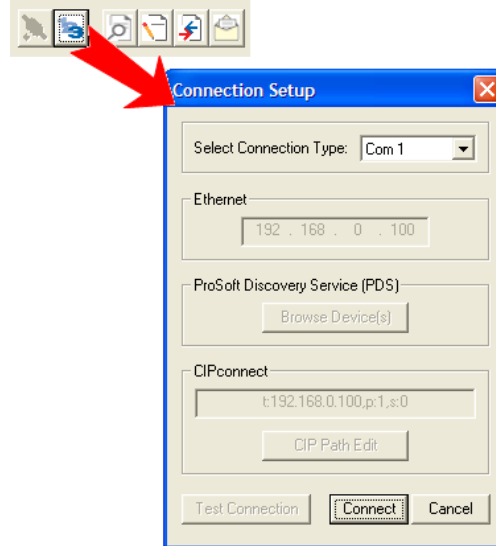 Connection Setup
Select Connection Type: Com 1
Ethernet
192 . 168 . 0 . 100
ProSoft Discovery Service (PDS)
Browse Device(s)
CIPconnect
t:192.168.0.100,p:1,s:0
CIP Path Edit
Test Connection Connect Cancel